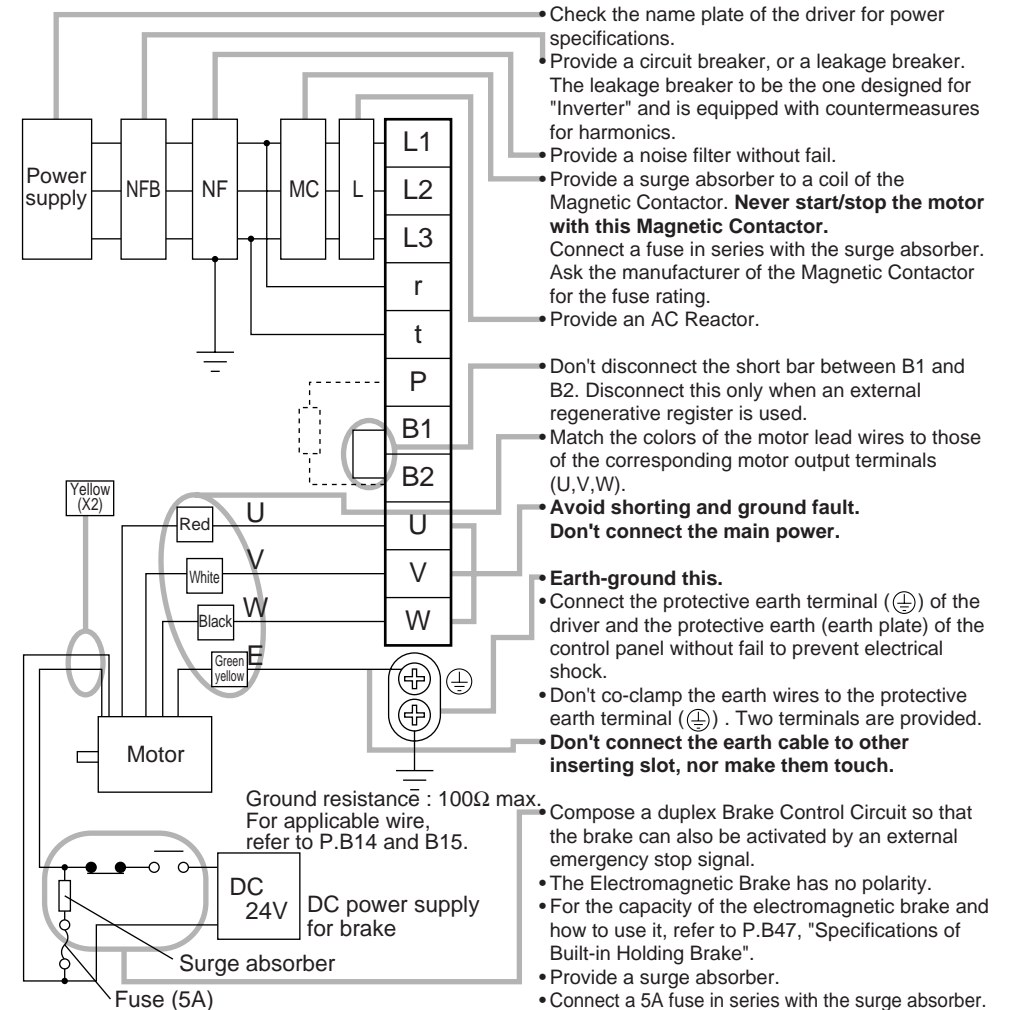 • Check the name plate of the driver for power
specifications.
• Provide a circuit breaker, or a leakage breaker.
The leakage breaker to be the one designed for
"Inverter" and is equipped with countermeasures
for harmonics.
• Provide a noise filter without fail.
• Provide a surge absorber to a coil of the
Magnetic Contactor. Never start/stop the motor
with this Magnetic Contactor.
Connect a fuse in series with the surge absorber.
Ask the manufacturer of the Magnetic Contactor
for the fuse rating.
• Provide an AC Reactor.
• Don't disconnect the short bar between B1 and
B2. Disconnect this only when an external
regenerative register is used.
• Match the colors of the motor lead wires to those
of the corresponding motor output terminals
(U,V,W).
• Avoid shorting and ground fault.
Don't connect the main power.
• Earth-ground this.
• Connect the protective earth terminal (⏚) of the
driver and the protective earth (earth plate) of the
control panel without fail to prevent electrical
shock.
• Don't co-clamp the earth wires to the protective
earth terminal (⏚) . Two terminals are provided.
• Don't connect the earth cable to other
inserting slot, nor make them touch.
• Compose a duplex Brake Control Circuit so that
the brake can also be activated by an external
emergency stop signal.
• The Electromagnetic Brake has no polarity.
• For the capacity of the electromagnetic brake and
how to use it, refer to P.B47, "Specifications of
Built-in Holding Brake".
• Provide a surge absorber.
• Connect a 5A fuse in series with the surge absorber.
Power
supply
NFB
NF
MC
L
L1
L2
L3
r
t
P
B1
B2
U
V
W
Yellow
(X2)
Red
U
White
V
Black
W
Green
yellow
E
Motor
Ground resistance : 100Ω max.
For applicable wire,
refer to P.B14 and B15.
DC
24V
DC power supply
for brake
Surge absorber
Fuse (5A)